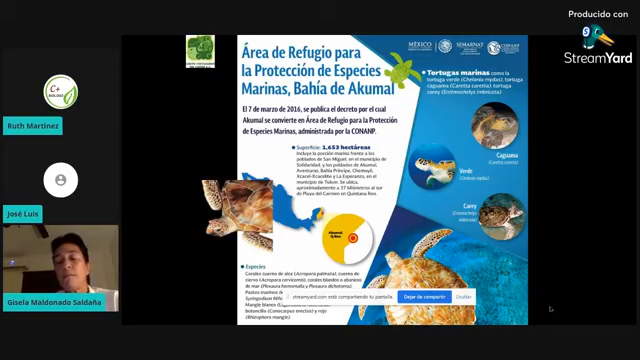 Producido con
StreamYard
C+
BIÓLOGO
Ruth Martinez
José Luis
Gisela Maldonado Saldaña
Área de Refugio para
la Protección de Especies
Marinas, Bahía de Akumal
MÉXICO
SEMARNAT
CONANP
El 7 de marzo de 2016, se publica el decreto por el cual
Akumal se convierte en Área de Refugio para la Protección
de Especies Marinas, administrada por la CONANP.
• Tortugas marinas como la
tortuga verde (Chelonia mydas), tortuga
caguama (Caretta caretta), tortuga
carey (Eretmochelys imbricata).
• Superficie: 1,653 hectáreas
Incluye la porción marina frente a los
poblados de San Miguel, en el municipio de
Solidaridad, y los poblados de Akumal,
Aventuras, Bahía Príncipe, Chemuyil,
Xcacel-Xcacelito y La Esperanza, en el
municipio de Tulum. Se ubica,
aproximadamente a 37 kilómetros al sur
de Playa del Carmen en Quintana Roo.
Caguama
(Caretta caretta)
Verde
(Chelonia mydas)
Carey
(Eretmochelys
imbricata)
Akumal,
Q.Roo
• Especies
Corales cuerno de alce (Acropora palmata), cuerno de
ciervo (Acropora cervicornis), corales blandos o abanicos
de mar (Plexaura homomalla y Plexaura dichotoma)
Pastos marinos
Syringodium
Mangle blanco
botoncillo (Conocarpus erectus) y rojo
(Rhizophora mangle)
streamyard.com está compartiendo tu pantalla.
Dejar de compartir
Ocultar